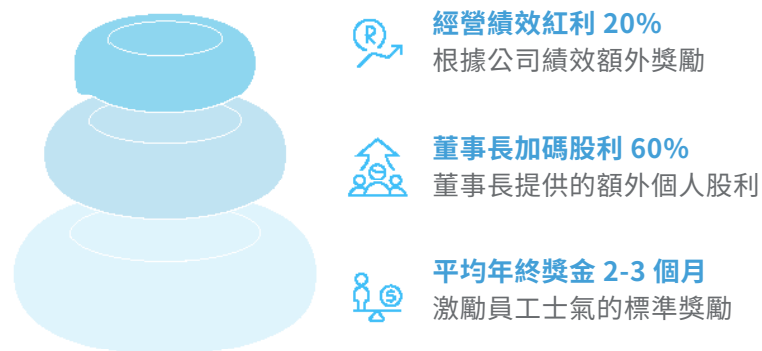 經營績效紅利 20%
根據公司績效額外獎勵
董事長加碼股利 60%
董事長提供的額外個人股利
平均年終獎金 2-3 個月
激勵員工士氣的標準獎勵